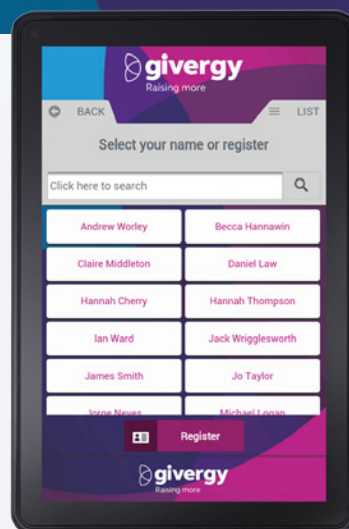 givergy
Raising more
BACK
LIST
Select your name or register
Click here to search
Andrew Worley
Becca Hannawin
Claire Middleton
Daniel Law
Hannah Cherry
Hannah Thompson
Ian Ward
Jack Wrigglesworth
James Smith
Jo Taylor
Jorge Neves
Michael Logan
Register
givergy
Raising more